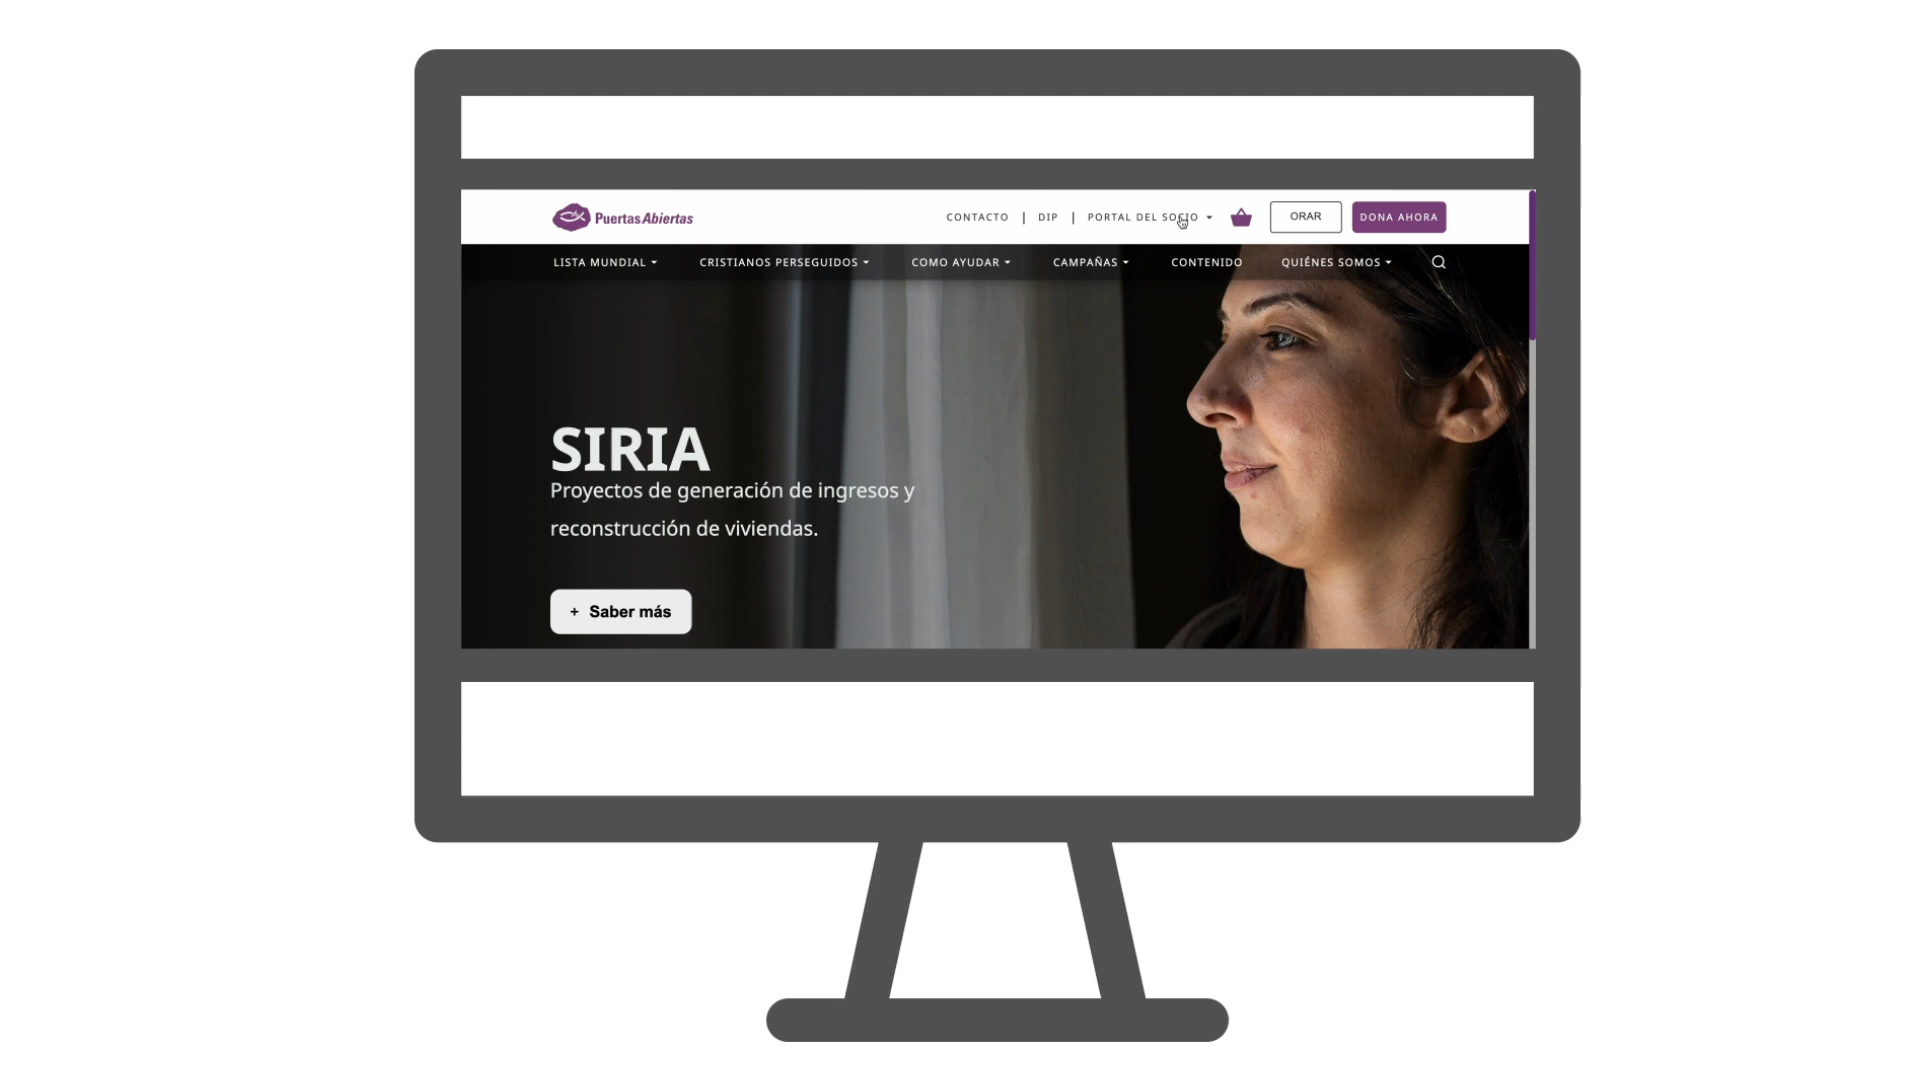 Puertas Abiertas
CONTACTO | DIP | PORTAL DEL SOCIO
ORAR
DONA AHORA
LISTA MUNDIAL
CRISTIANOS PERSEGUIDOS
COMO AYUDAR
CAMPAÑAS
CONTENIDO
QUIÉNES SOMOS
SIRIA
Proyectos de generación de ingresos y
reconstrucción de viviendas.
+ Saber más